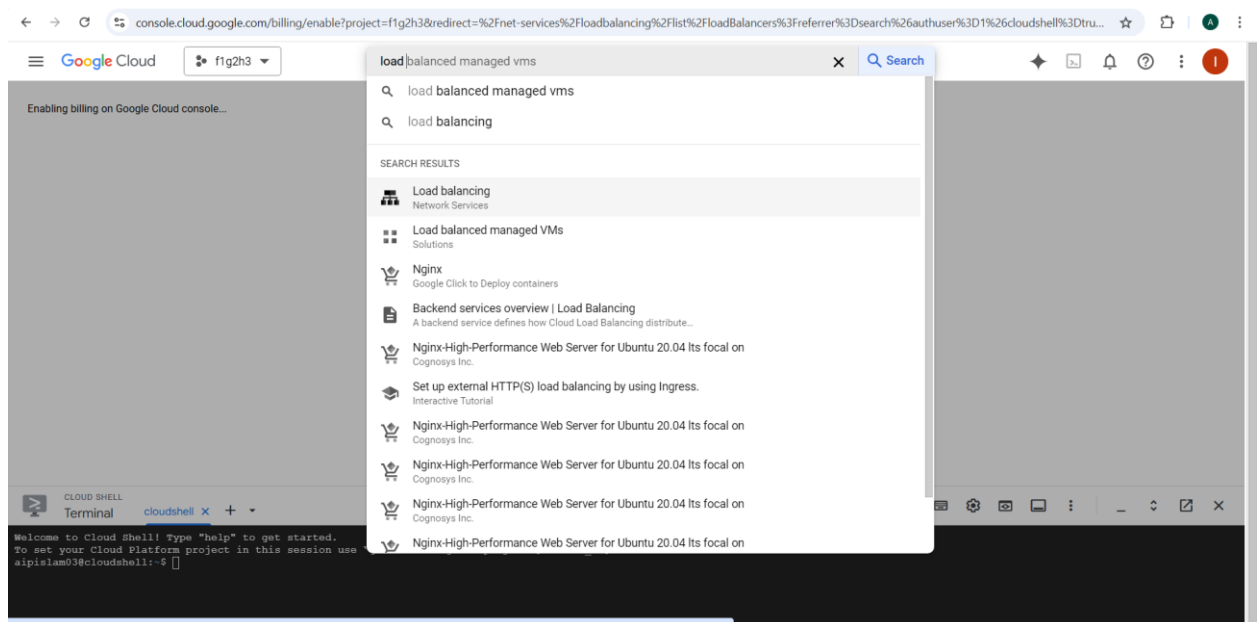 console.cloud.google.com/billing/enable?project=f1g2h3&redirect=%2Fnet-services%2Floadbalancing%2Flist%2FloadBalancers%3Freferrer%3Dsearch%26authuser%3D1%26cloudshell%3Dtru...
A
Google Cloud
f1g2h3
load balanced managed vms
Search
I
Enabling billing on Google Cloud console...
load balanced managed vms
load balancing
SEARCH RESULTS
Load balancing
Network Services
Load balanced managed VMs
Solutions
Nginx
Google Click to Deploy containers
Backend services overview | Load Balancing
A backend service defines how Cloud Load Balancing distribute...
Nginx-High-Performance Web Server for Ubuntu 20.04 lts focal on
Cognosys Inc.
Set up external HTTP(S) load balancing by using Ingress.
Interactive Tutorial
Nginx-High-Performance Web Server for Ubuntu 20.04 lts focal on
Cognosys Inc.
Nginx-High-Performance Web Server for Ubuntu 20.04 lts focal on
Cognosys Inc.
Nginx-High-Performance Web Server for Ubuntu 20.04 lts focal on
Cognosys Inc.
Nginx-High-Performance Web Server for Ubuntu 20.04 lts focal on
CLOUD SHELL
Terminal
cloudshell
Welcome to Cloud Shell! Type "help" to get started.
To set your Cloud Platform project in this session use
aipislam03@cloudshell:~$